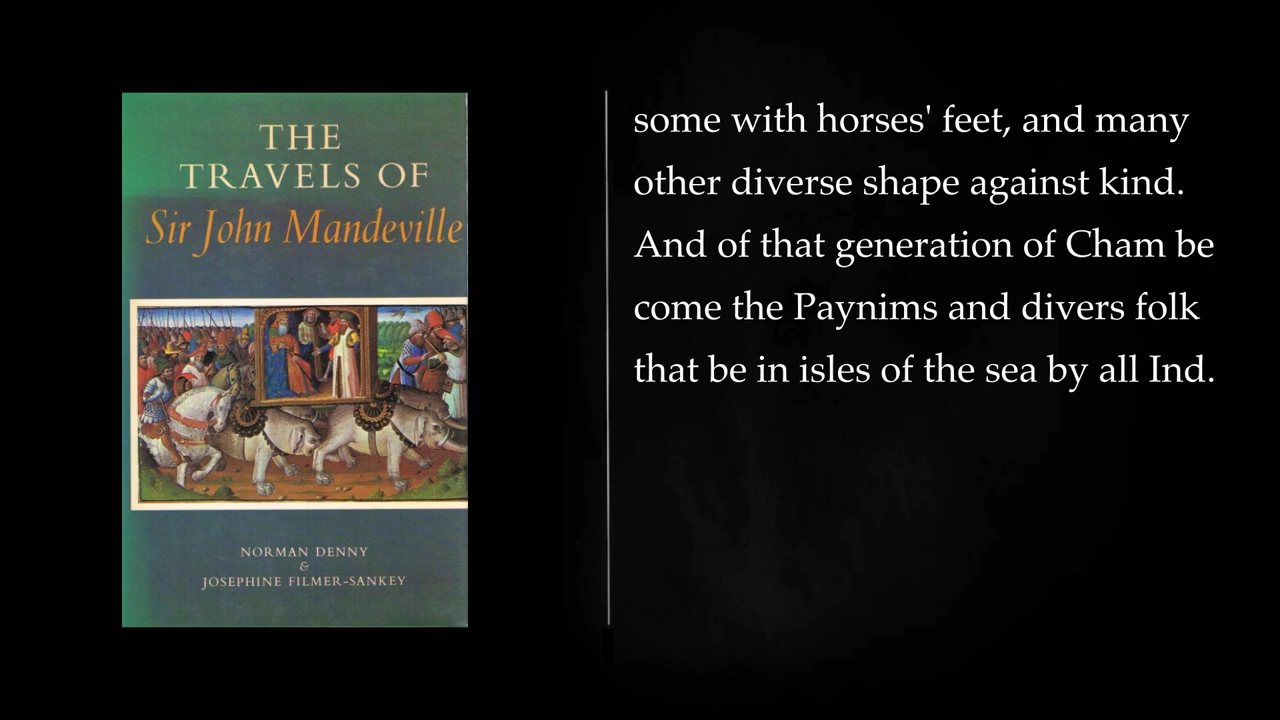 THE
TRAVELS OF
Sir John Mandeville
NORMAN DENNY
&
JOSEPHINE FILMER-SANKEY
some with horses' feet, and many
other diverse shape against kind.
And of that generation of Cham be
come the Paynims and divers folk
that be in isles of the sea by all Ind.